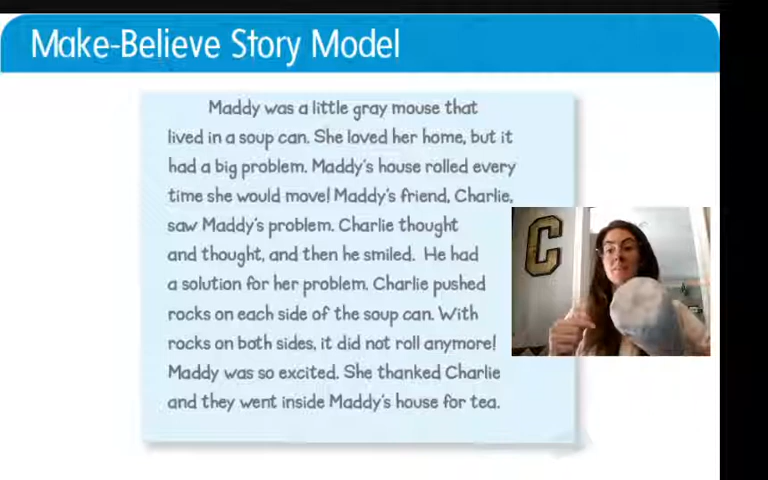 Make-Believe Story Model
Maddy was a little gray mouse that
lived in a soup can. She loved her home, but it
had a big problem. Maddy's house rolled every
time she would move! Maddy's friend, Charlie,
saw Maddy's problem. Charlie thought
and thought, and then he smiled. He had
a solution for her problem. Charlie pushed
rocks on each side of the soup can. With
rocks on both sides, it did not roll anymore!
Maddy was so excited. She thanked Charlie
and they went inside Maddy's house for tea.
C